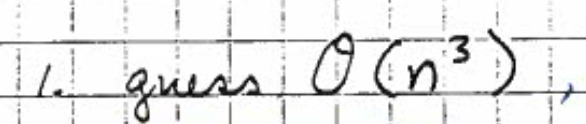 1. guess O(n³),